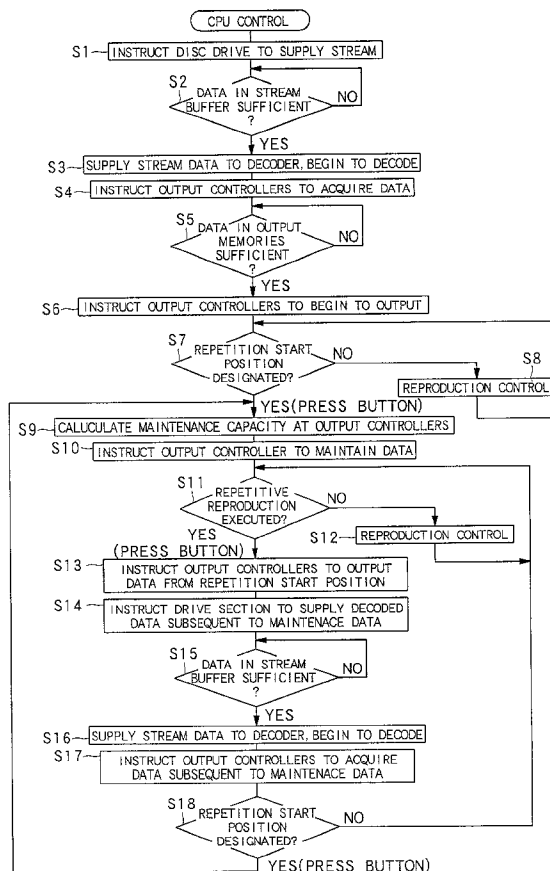 CPU CONTROL
S1 INSTRUCT DISC DRIVE TO SUPPLY STREAM
S2
DATA IN STREAM
BUFFER SUFFICIENT
?
NO
YES
S3 SUPPLY STREAM DATA TO DECODER, BEGIN TO DECODE
S4 INSTRUCT OUTPUT CONTROLLERS TO ACQUIRE DATA
S5
DATA IN OUTPUT
MEMORIES
SUFFICIENT
?
NO
YES
S6 INSTRUCT OUTPUT CONTROLLERS TO BEGIN TO OUTPUT
S7
REPETITION START
POSITION
DESIGNATED?
NO
S8
REPRODUCTION CONTROL
YES(PRESS BUTTON)
S9 CALUCULATE MAINTENANCE CAPACITY AT OUTPUT CONTROLLERS
S10 INSTRUCT OUTPUT CONTROLLER TO MAINTAIN DATA
S11
REPETITIVE
REPRODUCTION
EXECUTED?
NO
S12 REPRODUCTION CONTROL
YES
(PRESS BUTTON)
S13 INSTRUCT OUTPUT CONTROLLERS TO OUTPUT
DATA FROM REPETITION START POSITION
S14 INSTRUCT DRIVE SECTION TO SUPPLY DECODED
DATA SUBSEQUENT TO MAINTENACE DATA
S15
DATA IN STREAM
BUFFER SUFFICIENT
?
NO
YES
S16 SUPPLY STREAM DATA TO DECODER, BEGIN TO DECODE
S17 INSTRUCT OUTPUT CONTROLLERS TO ACQUIRE
DATA SUBSEQUENT TO MAINTENACE DATA
S18
REPETITION START
POSITION
DESIGNATED?
NO
YES(PRESS BUTTON)